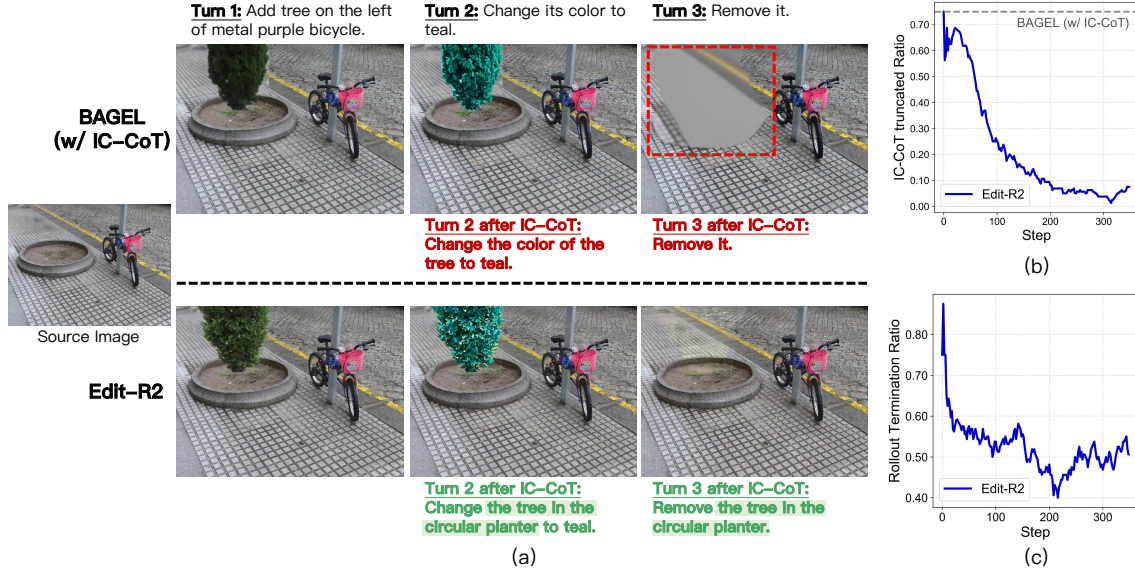 Turn 1: Add tree on the left
of metal purple bicycle.
Turn 2: Change its color to
teal.
Turn 3: Remove it.
BAGEL
(w/ IC-CoT)
Turn 2 after IC-CoT:
Change the color of the
tree to teal.
Turn 3 after IC-CoT:
Remove it.
Source Image
Edit-R2
Turn 2 after IC-CoT:
Change the tree in the
circular planter to teal.
Turn 3 after IC-CoT:
Remove the tree in the
circular planter.
(a)
IC-CoT truncated Ratio
0.70
0.60
0.50
0.40
0.30
0.20
0.10
0.00
BAGEL (w/ IC-CoT)
Edit-R2
0
100
200
300
Step
(b)
Rollout Termination Ratio
0.80
0.70
0.60
0.50
0.40
Edit-R2
0
100
200
300
Step
(c)